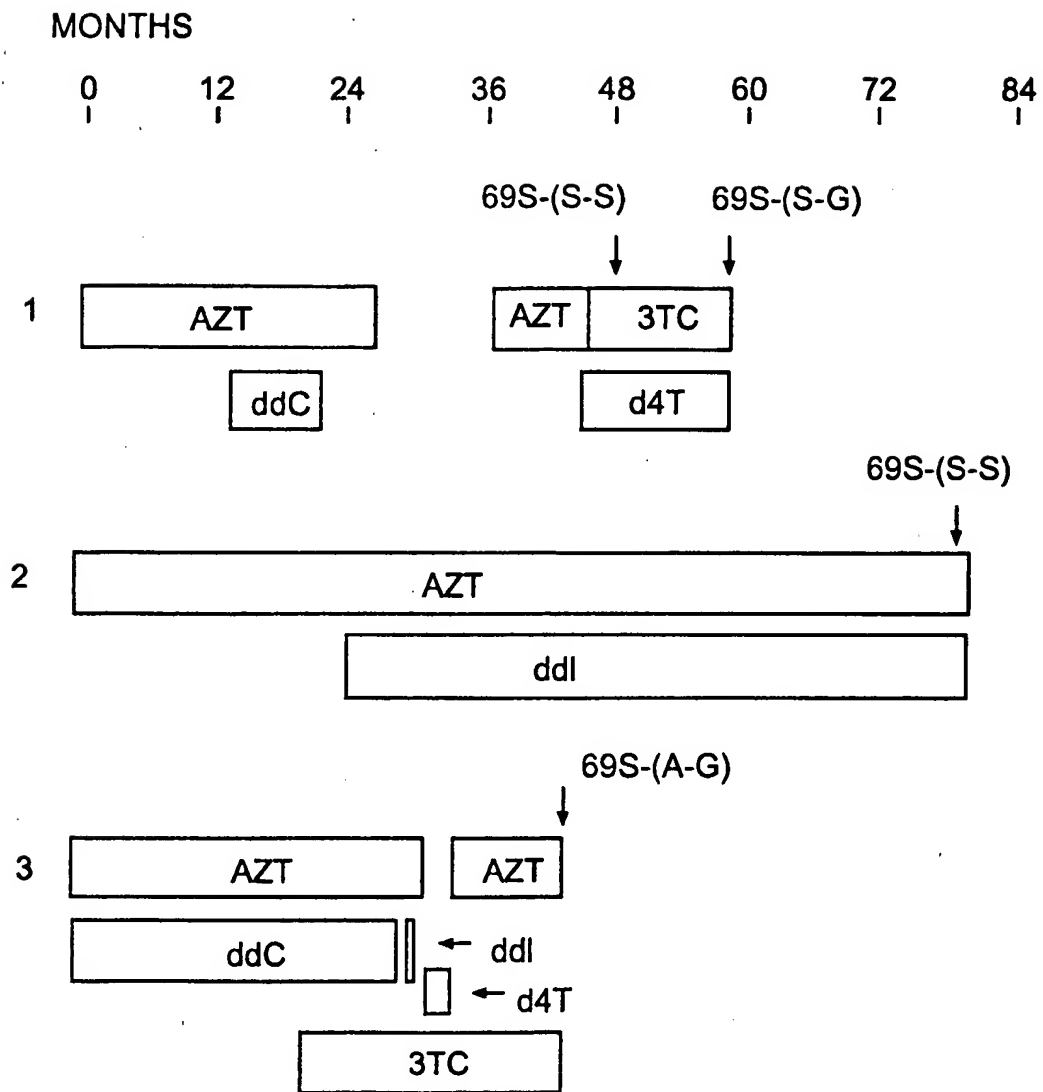 MONTHS
0 12 24 36 48 60 72 84
69S-(S-S) 69S-(S-G)
1 AZT AZT 3TC
ddC d4T
69S-(S-S)
2 AZT
ddI
69S-(A-G)
3 AZT AZT
ddC ddI
d4T
3TC